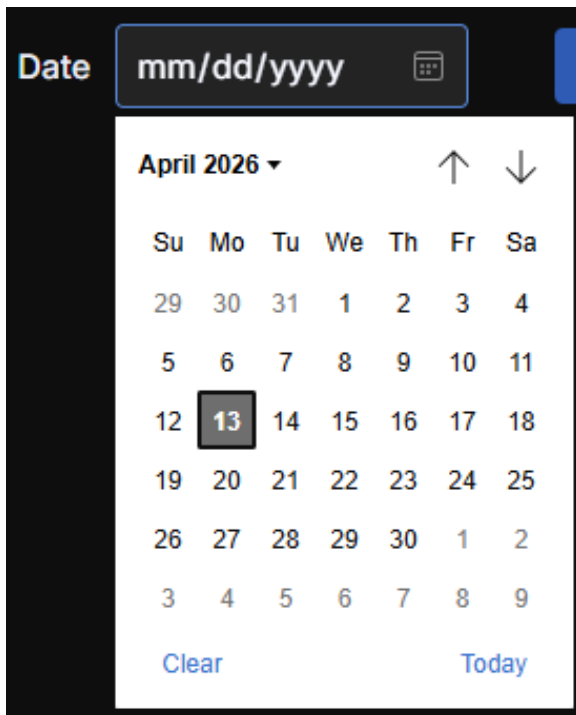 Date mm/dd/yyyy
April 2026
Su Mo Tu We Th Fr Sa
29 30 31 1 2 3 4
5 6 7 8 9 10 11
12 13 14 15 16 17 18
19 20 21 22 23 24 25
26 27 28 29 30 1 2
3 4 5 6 7 8 9
Clear Today